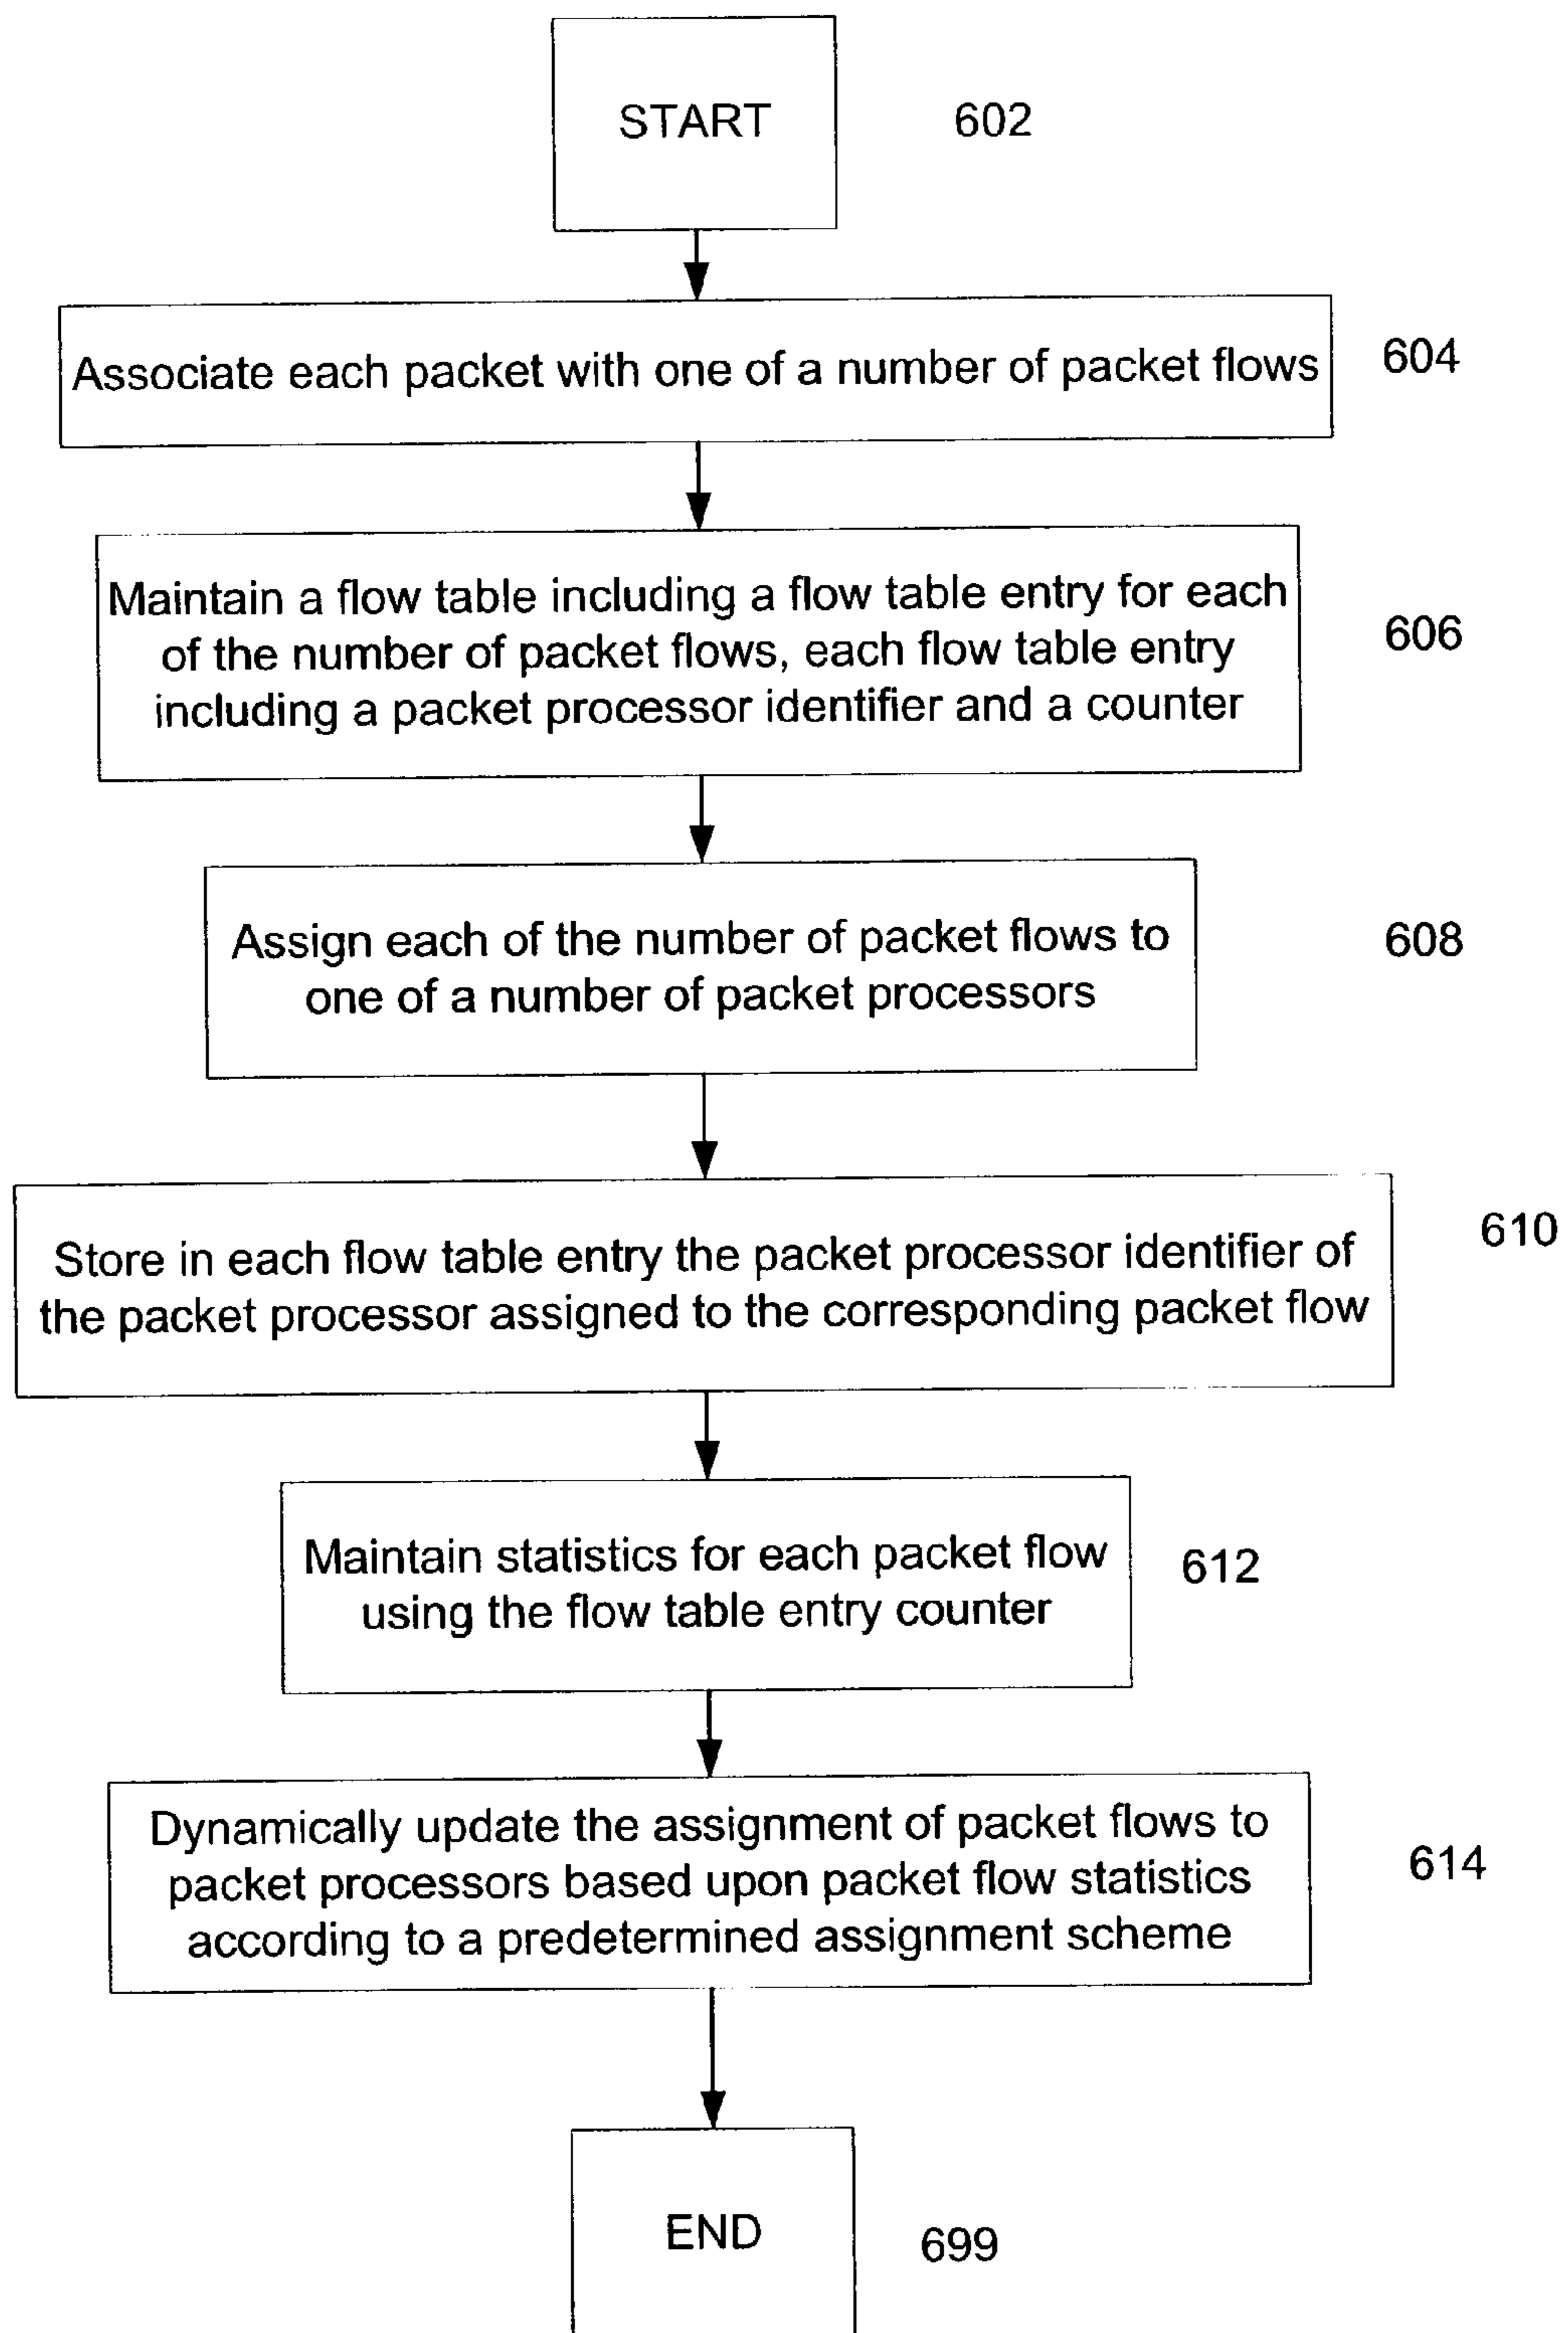 START
602
Associate each packet with one of a number of packet flows
604
Maintain a flow table including a flow table entry for each
of the number of packet flows, each flow table entry
including a packet processor identifier and a counter
606
Assign each of the number of packet flows to
one of a number of packet processors
608
Store in each flow table entry the packet processor identifier of
the packet processor assigned to the corresponding packet flow
610
Maintain statistics for each packet flow
using the flow table entry counter
612
Dynamically update the assignment of packet flows to
packet processors based upon packet flow statistics
according to a predetermined assignment scheme
614
END
699